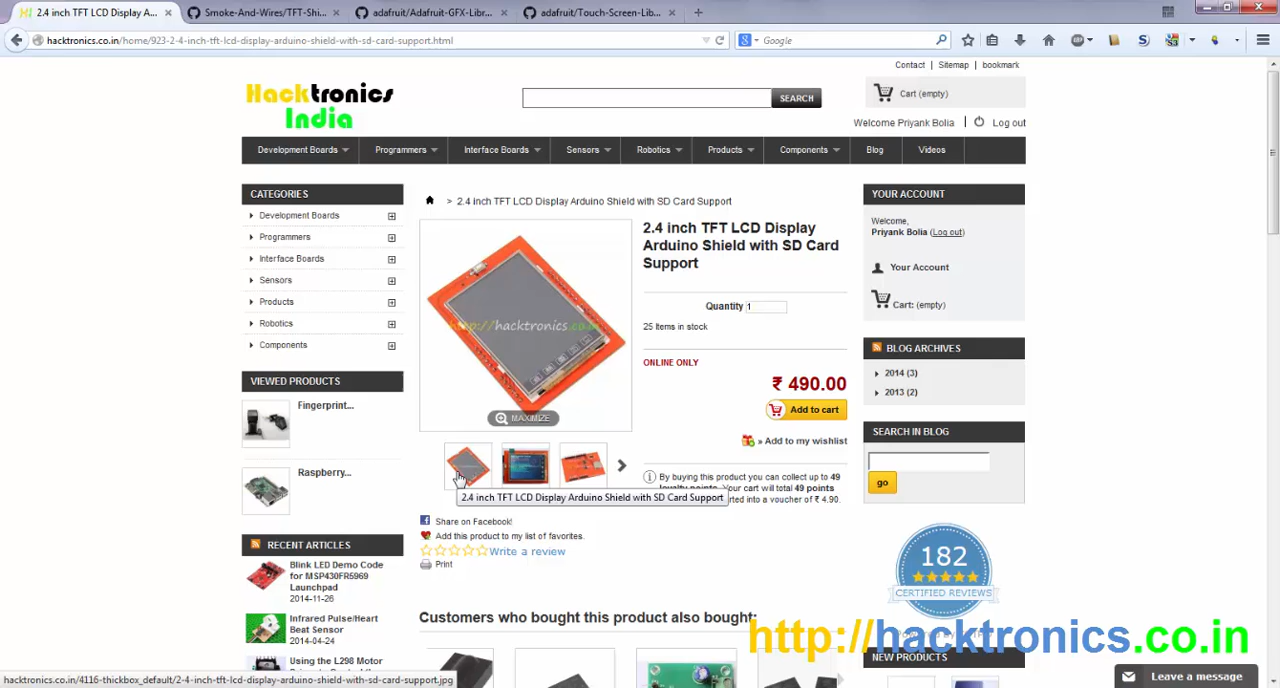 2.4 inch TFT LCD Display A...
Smoke-And-Wires/TFT-Shi...
adafruit/Adafruit-GFX-Libr...
adafruit/Touch-Screen-Lib...
hacktronics.co.in/home/923-2-4-inch-tft-lcd-display-arduino-shield-with-sd-card-support.html
Google
Contact | Sitemap | bookmark
Hacktronics
India
SEARCH
Cart (empty)
Welcome Priyank Bolia | Log out
Development Boards
Programmers
Interface Boards
Sensors
Robotics
Products
Components
Blog
Videos
CATEGORIES
Development Boards
Programmers
Interface Boards
Sensors
Products
Robotics
Components
VIEWED PRODUCTS
Fingerprint...
Raspberry...
RECENT ARTICLES
Blink LED Demo Code
for MSP430FR5969
Launchpad
2014-11-26
Infrared Pulse/Heart
Beat Sensor
2014-04-24
Using the L298 Motor
> 2.4 inch TFT LCD Display Arduino Shield with SD Card Support
http://hacktronics.co.in
MAXIMIZE
2.4 inch TFT LCD Display
Arduino Shield with SD Card
Support
Quantity 1
25 Items in stock
ONLINE ONLY
₹ 490.00
Add to cart
» Add to my wishlist
By buying this product you can collect up to 49
Your cart will total 49 points
into a voucher of ₹ 4.90.
2.4 inch TFT LCD Display Arduino Shield with SD Card Support
Share on Facebook!
Add this product to my list of favorites.
Write a review
Print
Customers who bought this product also bought:
YOUR ACCOUNT
Welcome,
Priyank Bolia (Log out)
Your Account
Cart: (empty)
BLOG ARCHIVES
2014 (3)
2013 (2)
SEARCH IN BLOG
go
182
CERTIFIED REVIEWS
http://hacktronics.co.in
NEW PRODUCTS
Leave a message
hacktronics.co.in/4116-thickbox_default/2-4-inch-tft-lcd-display-arduino-shield-with-sd-card-support.jpg